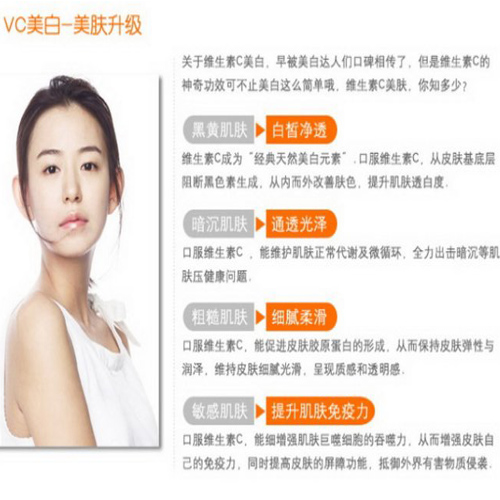 VC美白-美肤升级
关于维生素C美白，早被美白达人们口碑相传了，但是维生素C的
神奇功效可不止美白这么简单哦，维生素C美肤，你知多少?
黑黄肌肤 白皙净透
维生素C成为“经典天然美白元素”.口服维生素C，从皮肤基底层
阻断黑色素生成，从内而外改善肤色，提升肌肤透白度.
暗沉肌肤 通透光泽
口服维生素C ，能维护肌肤正常代谢及微循环，全力出击暗沉等肌
肤压健康问题.
粗糙肌肤 细腻柔滑
口服维生素C，能促进皮肤胶原蛋白的形成，从而保持皮肤弹性与
润泽，维持皮肤细腻光滑，呈现质感和透明感.
敏感肌肤 提升肌肤免疫力
口服维生素C，能细增强肌肤巨噬细胞的吞噬力，从而增强皮肤自
己的免疫力，同时提高皮肤的屏障功能，抵御外界有害物质侵袭.